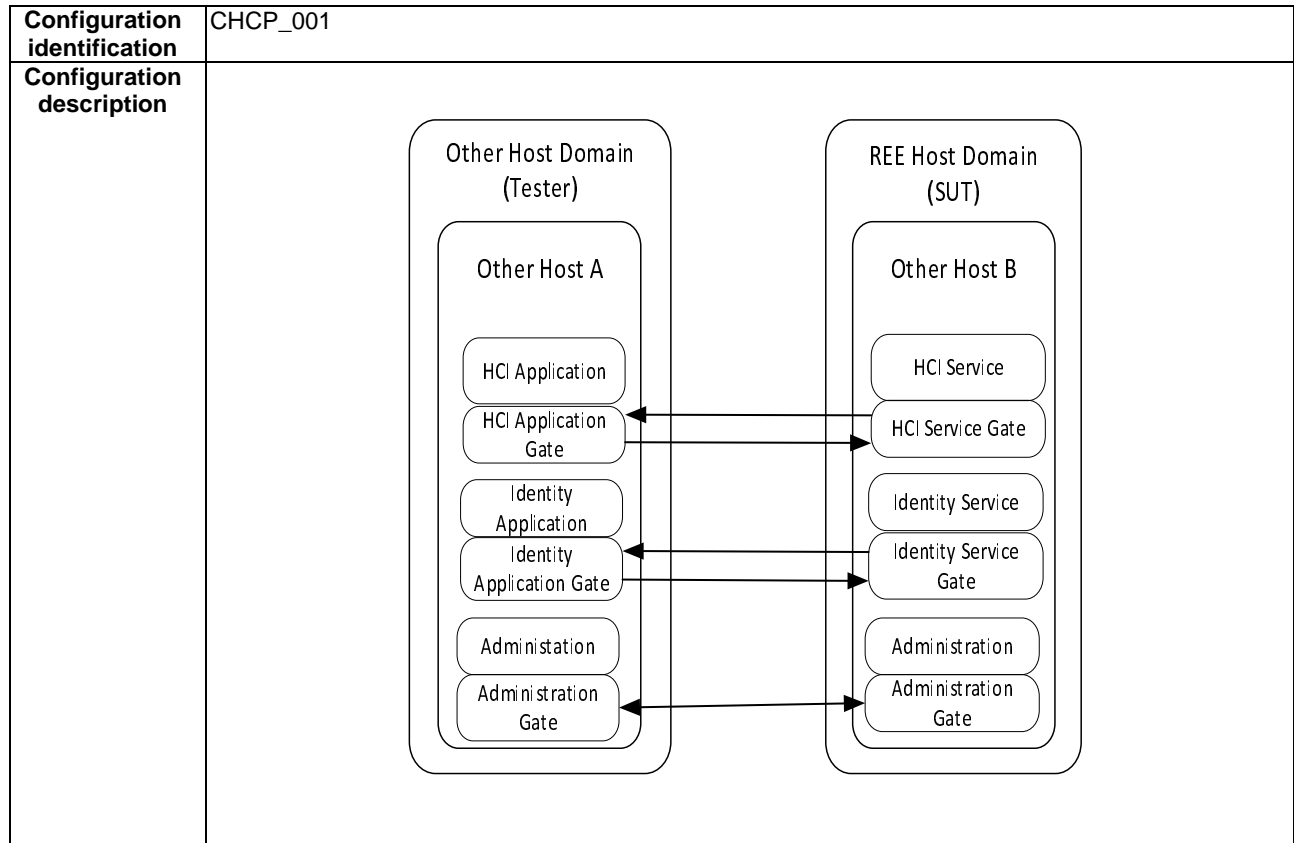 Configuration
identification
CHCP_001
Configuration
description
Other Host Domain
(Tester)
Other Host A
HCI Application
HCI Application
Gate
Identity
Application
Identity
Application Gate
Administation
Administration
Gate
REE Host Domain
(SUT)
Other Host B
HCI Service
HCI Service Gate
Identity Service
Identity Service
Gate
Administration
Administration
Gate